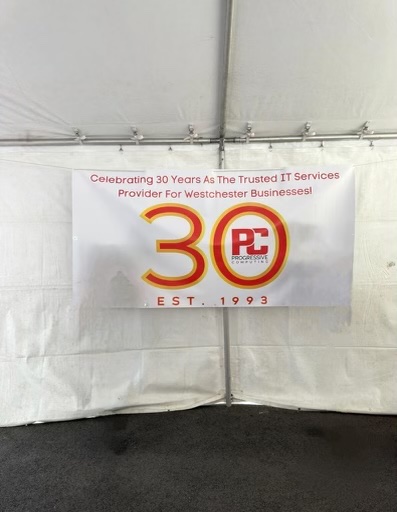 Celebrating 30 Years As The Trusted IT Services
Provider For Westchester Businesses!
30
PC
PROGRESSIVE
COMPUTING
EST. 1993